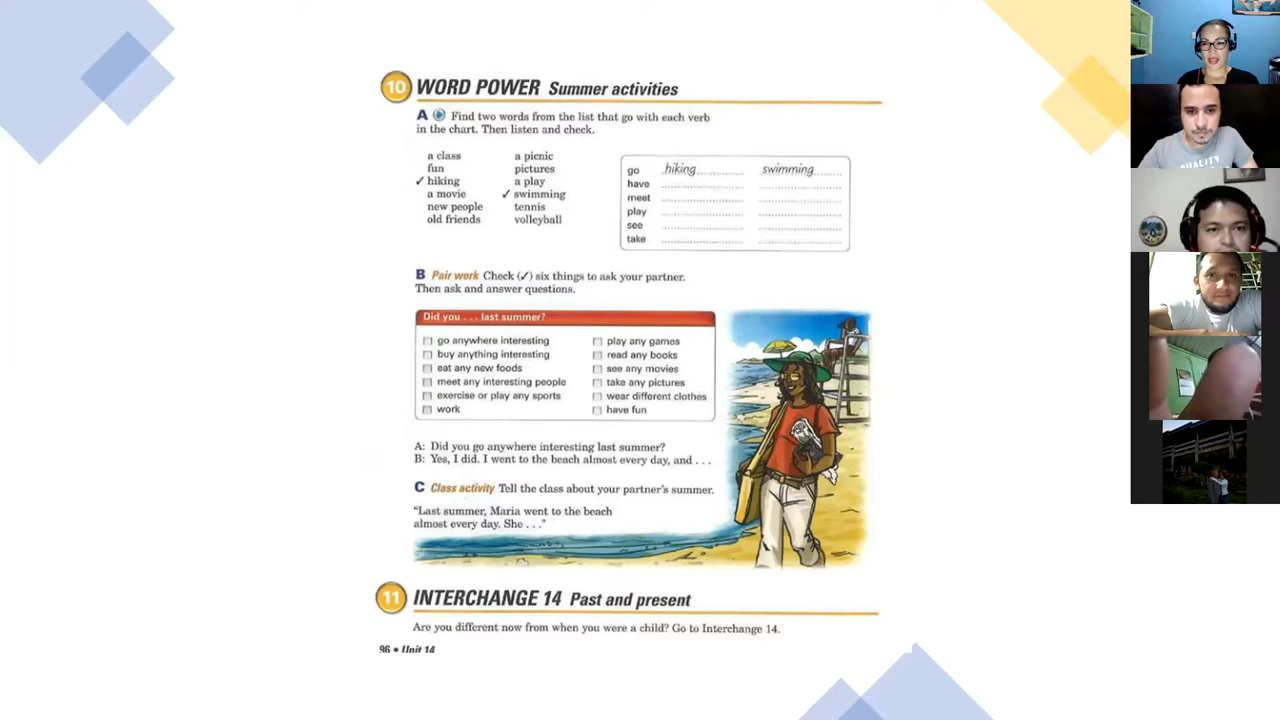 10 WORD POWER Summer activities
A Find two words from the list that go with each verb
in the chart. Then listen and check.
a class
fun
✓ hiking
a movie
new people
old friends
a picnic
pictures
a play
✓ swimming
tennis
volleyball
go hiking swimming
have
meet
play
see
take
B Pair work Check (✓) six things to ask your partner.
Then ask and answer questions.
Did you . . . last summer?
go anywhere interesting
buy anything interesting
eat any new foods
meet any interesting people
exercise or play any sports
work
play any games
read any books
see any movies
take any pictures
wear different clothes
have fun
A: Did you go anywhere interesting last summer?
B: Yes, I did. I went to the beach almost every day, and . . .
C Class activity Tell the class about your partner's summer.
"Last summer, Maria went to the beach
almost every day. She . . ."
11 INTERCHANGE 14 Past and present
Are you different now from when you were a child? Go to Interchange 14.
96 • Unit 14